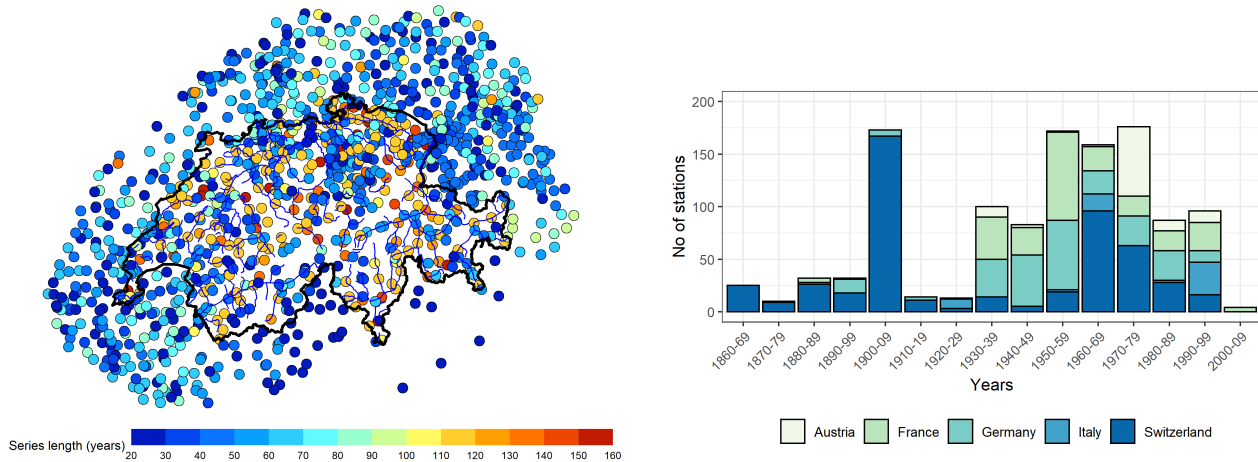 Series length (years)
20 30 40 50 60 70 80 90 100 110 120 130 140 150 160
No of stations
200
150
100
50
0
1860-69 1870-79 1880-89 1890-99 1900-09 1910-19 1920-29 1930-39 1940-49 1950-59 1960-69 1970-79 1980-89 1990-99 2000-09
Years
Austria France Germany Italy Switzerland